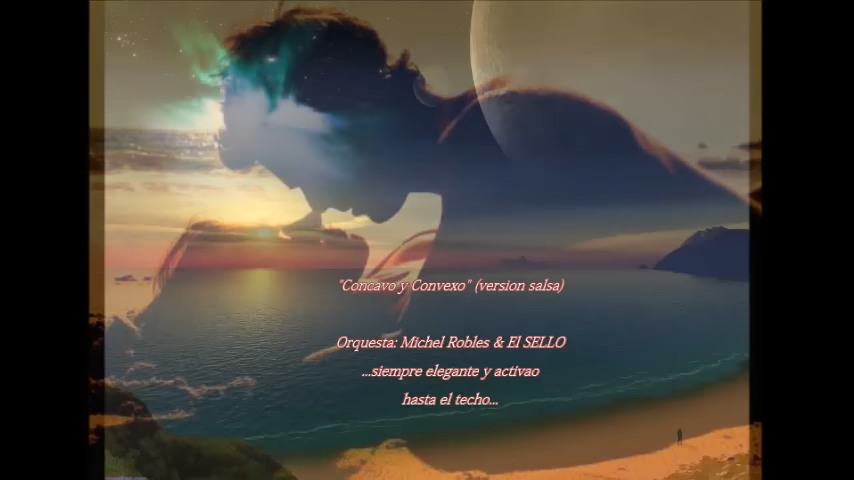 "Concavo y Convexo" (version salsa)
Orquesta: Michel Robles & El SELLO
...siempre elegante y activao
hasta el techo...